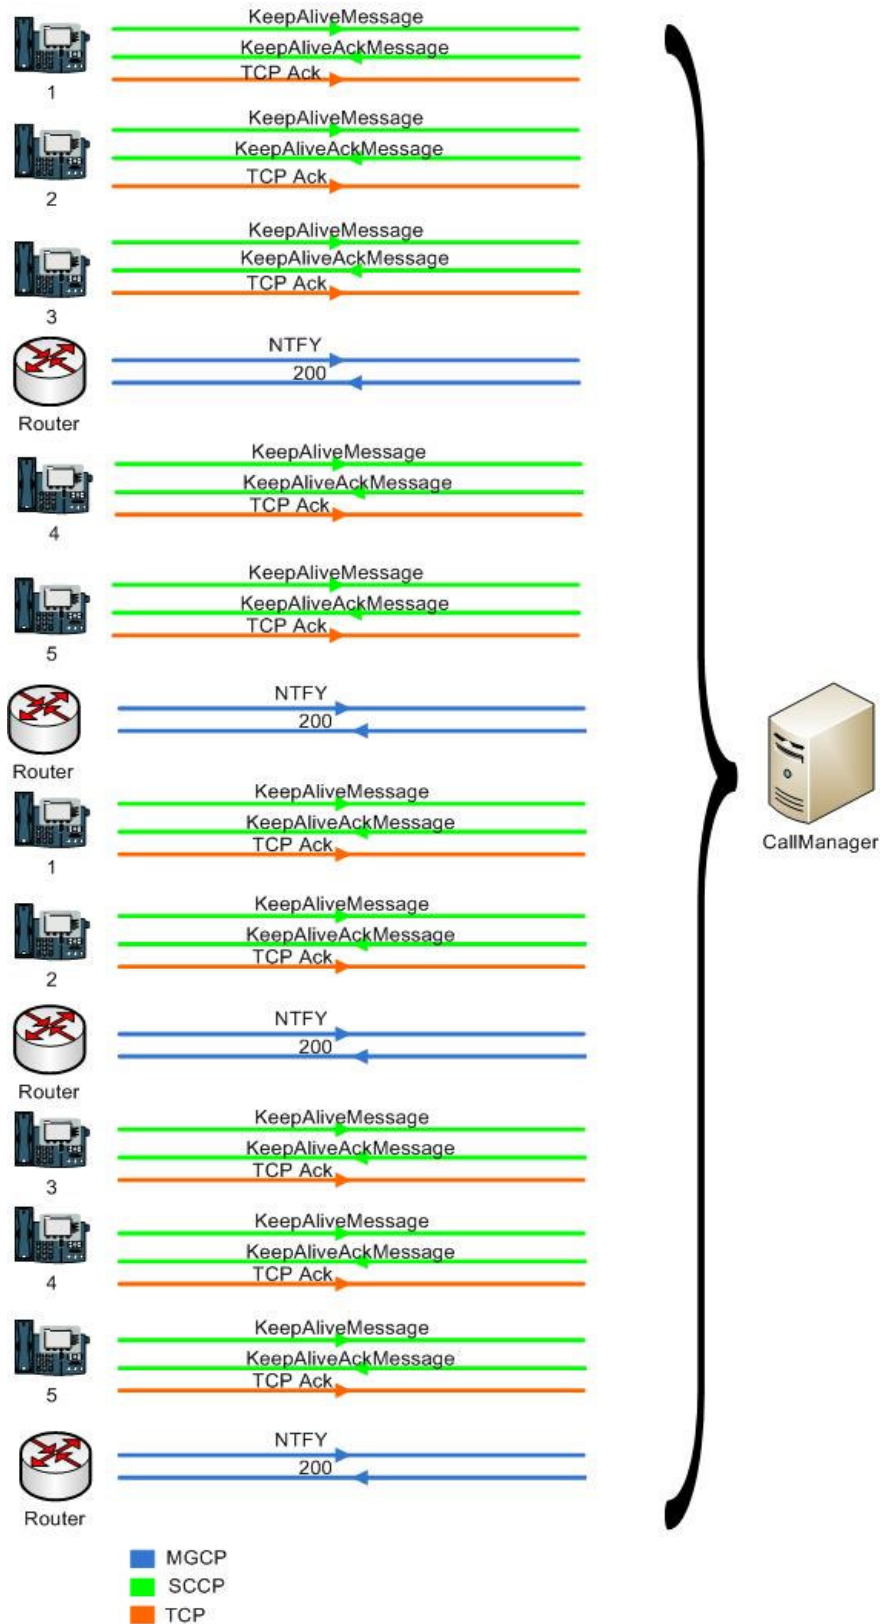 KeepAliveMessage
KeepAliveAckMessage
TCP Ack
1
KeepAliveMessage
KeepAliveAckMessage
TCP Ack
2
KeepAliveMessage
KeepAliveAckMessage
TCP Ack
3
NTFY
200
Router
KeepAliveMessage
KeepAliveAckMessage
TCP Ack
4
KeepAliveMessage
KeepAliveAckMessage
TCP Ack
5
NTFY
200
Router
KeepAliveMessage
KeepAliveAckMessage
TCP Ack
1
CallManager
KeepAliveMessage
KeepAliveAckMessage
TCP Ack
2
NTFY
200
Router
KeepAliveMessage
KeepAliveAckMessage
TCP Ack
3
KeepAliveMessage
KeepAliveAckMessage
TCP Ack
4
KeepAliveMessage
KeepAliveAckMessage
TCP Ack
5
NTFY
200
Router
MGCP
SCCP
TCP